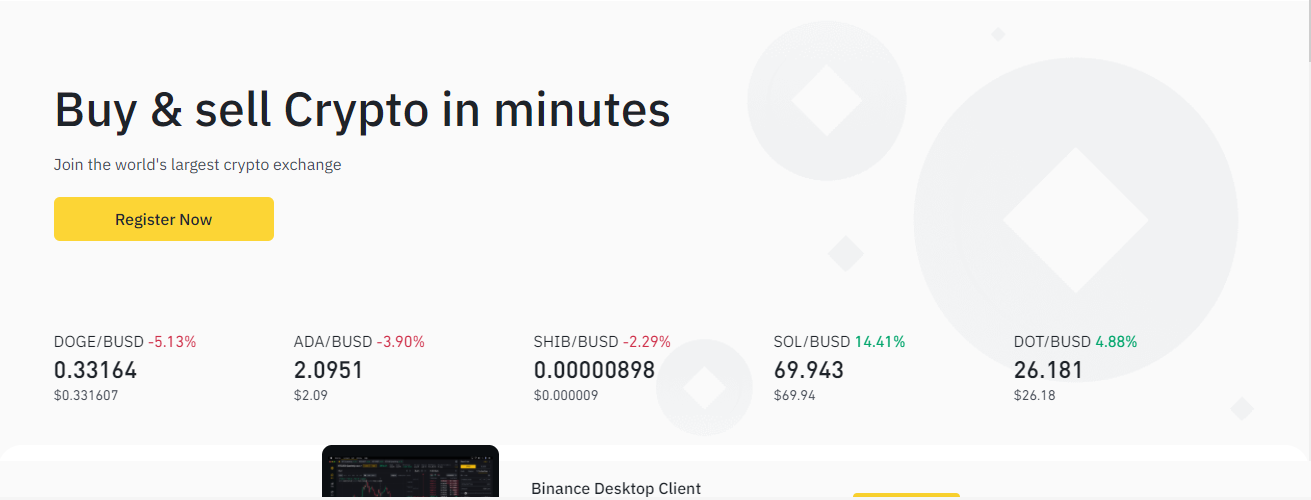 Buy & sell Crypto in minutes
Join the world's largest crypto exchange
Register Now
DOGE/BUSD -5.13%
0.33164
$0.331607
ADA/BUSD -3.90%
2.0951
$2.09
SHIB/BUSD -2.29%
0.00000898
$0.000009
SOL/BUSD 14.41%
69.943
$69.94
DOT/BUSD 4.88%
26.181
$26.18
Binance Desktop Client